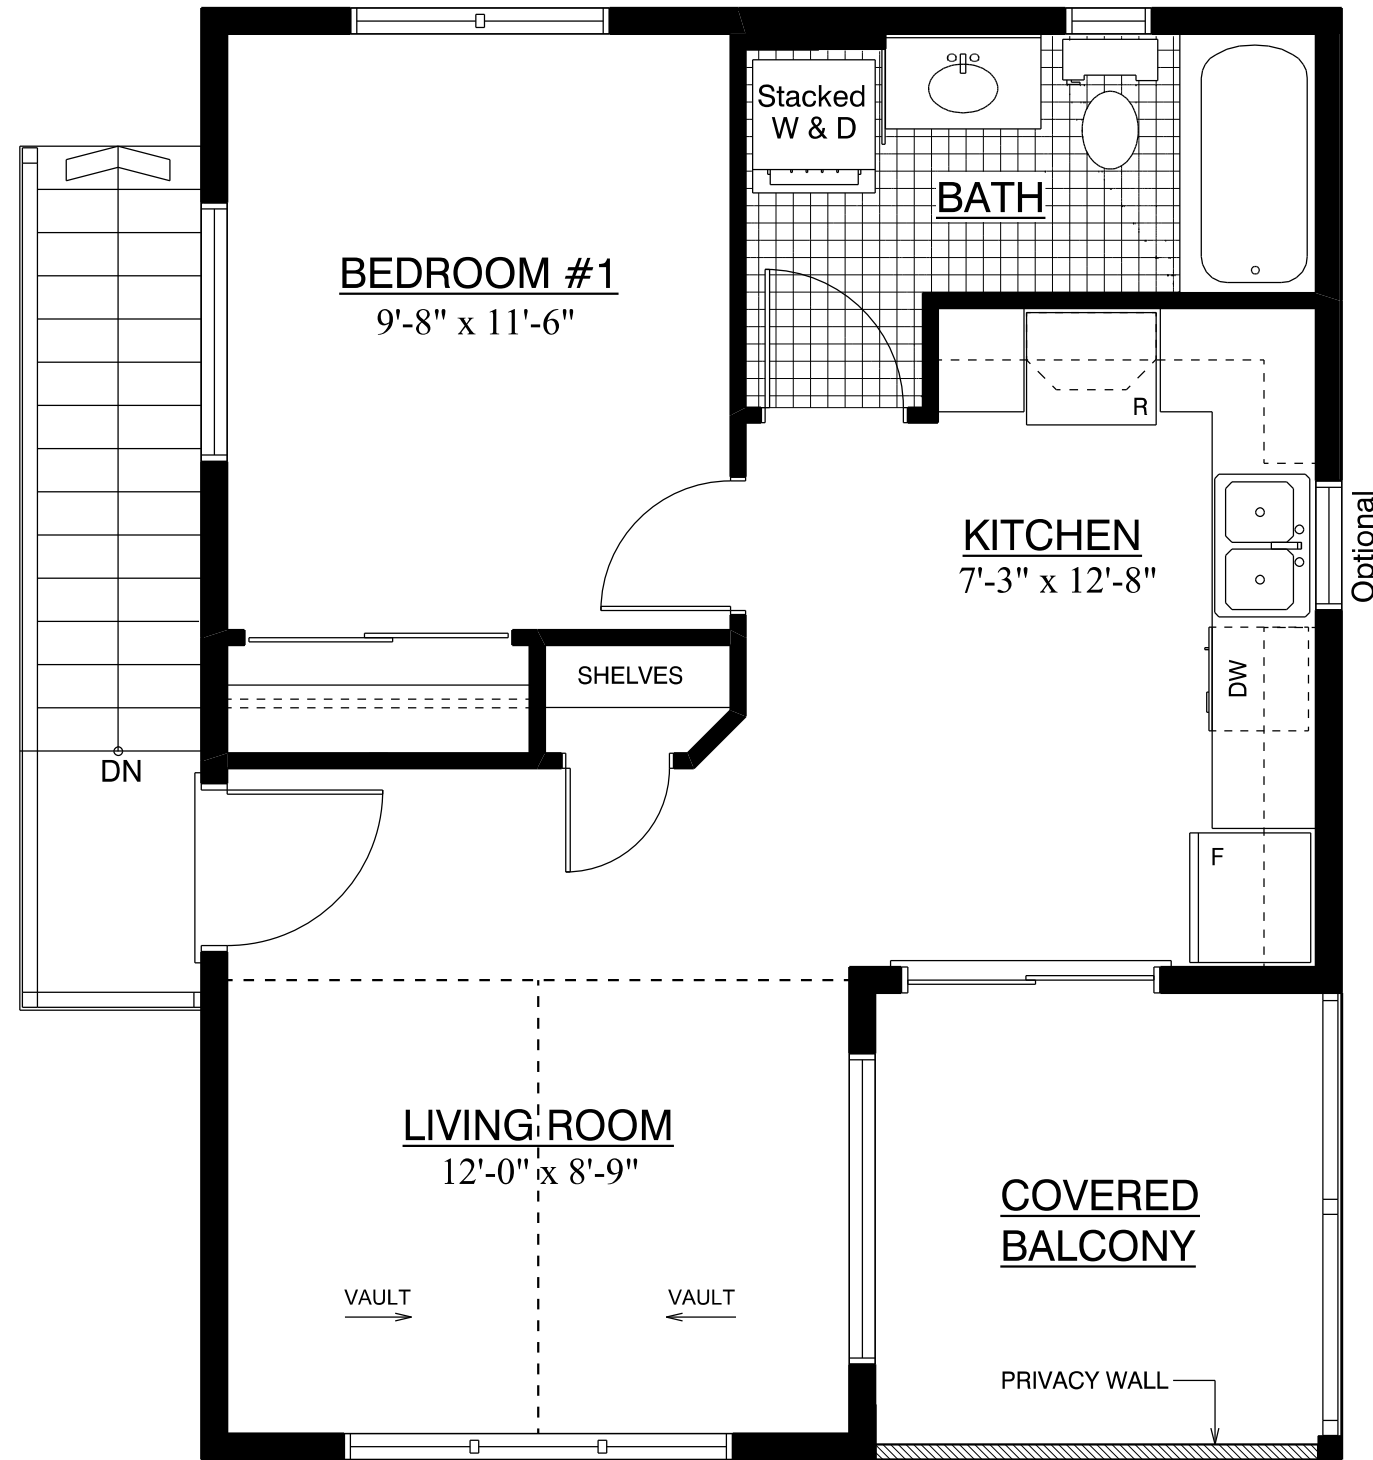 Stacked
W & D
BATH
BEDROOM #1
9'-8" x 11'-6"
R
KITCHEN
7'-3" x 12'-8"
Optional
SHELVES
DW
DN
F
LIVING ROOM
12'-0" x 8'-9"
COVERED
BALCONY
VAULT
VAULT
PRIVACY WALL